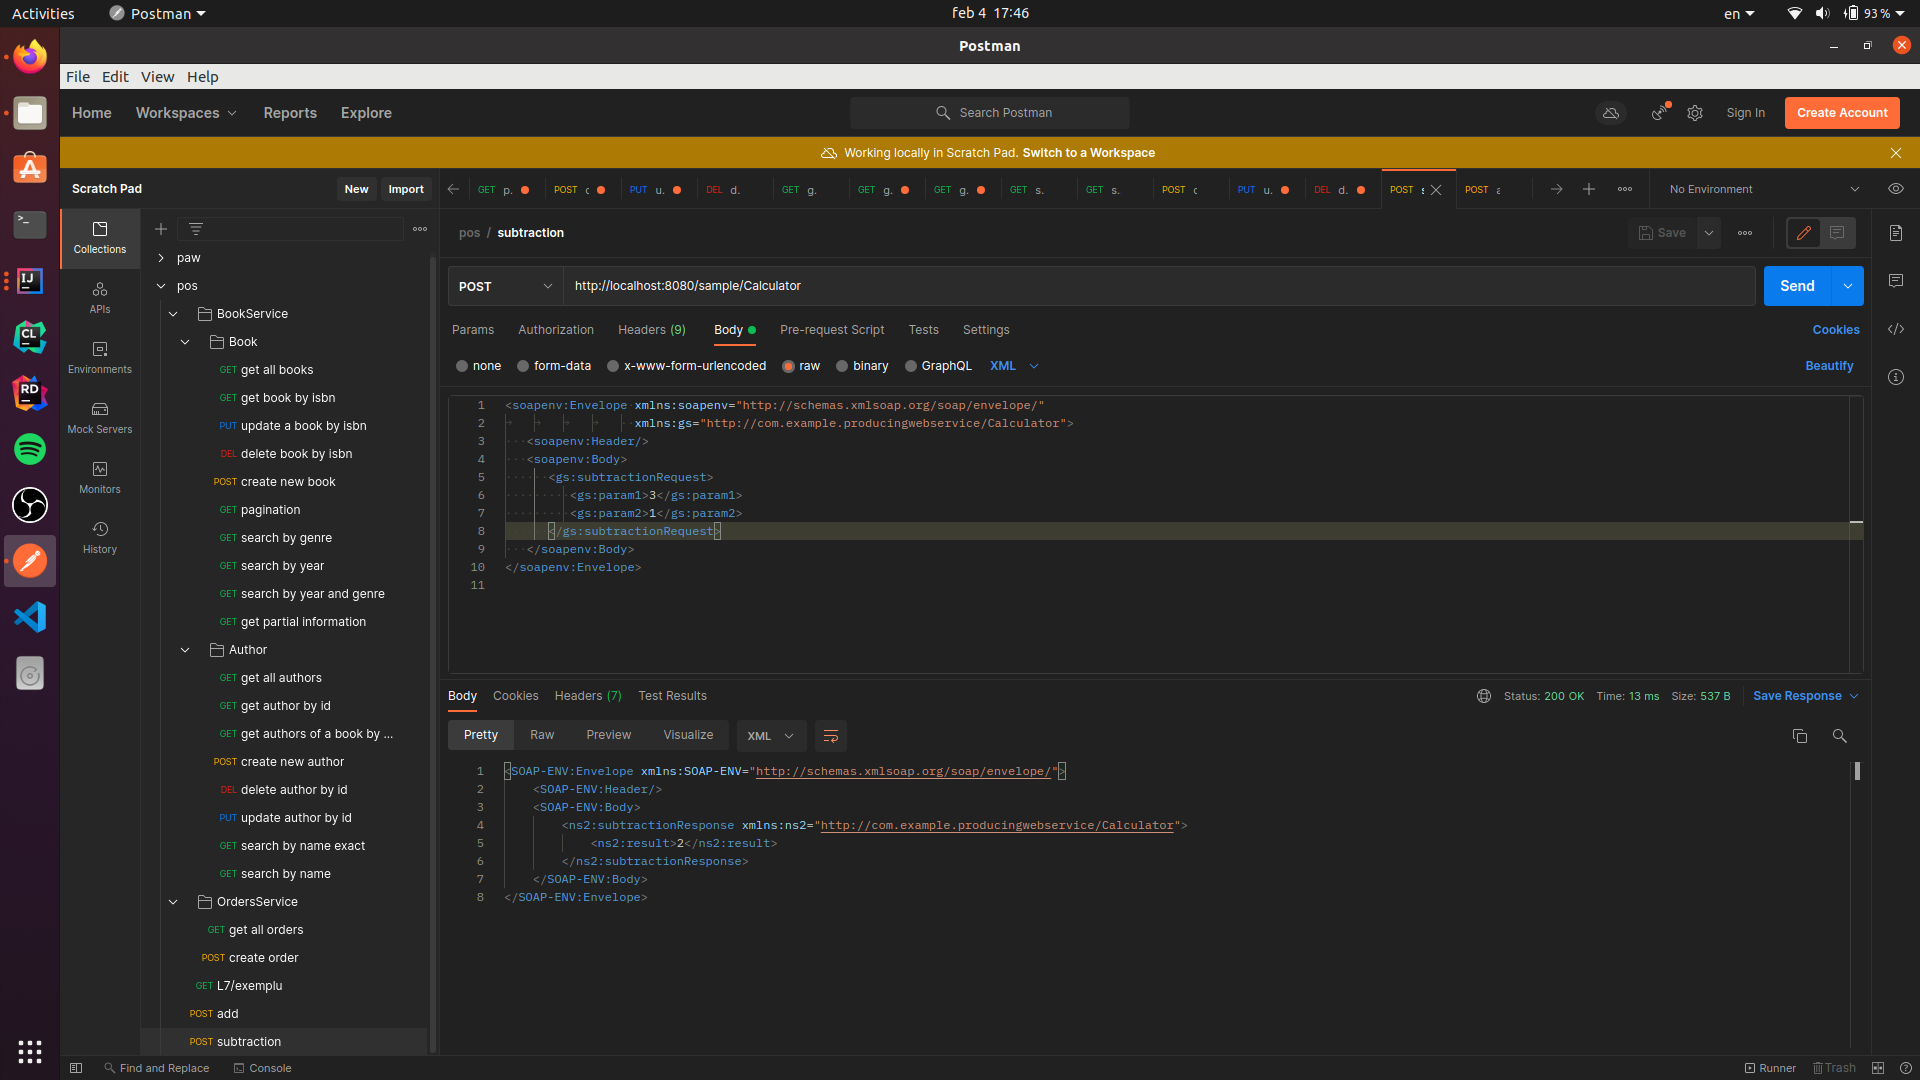 Activities
Postman
feb 4 17:46
en
93 %
Postman
File Edit View Help
Home Workspaces Reports Explore
Search Postman
Sign In
Create Account
Working locally in Scratch Pad. Switch to a Workspace
Scratch Pad
New
Import
GET p.
POST c
PUT u.
DEL d.
GET g.
GET g.
GET g.
GET s.
GET s.
POST c
PUT u.
DEL d.
POST s
POST a
No Environment
Collections
APIs
Environments
Mock Servers
Monitors
History
paw
pos
BookService
Book
GET get all books
GET get book by isbn
PUT update a book by isbn
DEL delete book by isbn
POST create new book
GET pagination
GET search by genre
GET search by year
GET search by year and genre
GET get partial information
Author
GET get all authors
GET get author by id
GET get authors of a book by ...
POST create new author
DEL delete author by id
PUT update author by id
GET search by name exact
GET search by name
OrdersService
GET get all orders
POST create order
GET L7/exemplu
POST add
POST subtraction
pos / subtraction
Save
POST
http://localhost:8080/sample/Calculator
Send
Params Authorization Headers (9) Body Pre-request Script Tests Settings
Cookies
none form-data x-www-form-urlencoded raw binary GraphQL XML
Beautify
1 <soapenv:Envelope xmlns:soapenv="http://schemas.xmlsoap.org/soap/envelope/"
2 xmlns:gs="http://com.example.producingwebservice/Calculator">
3 <soapenv:Header/>
4 <soapenv:Body>
5 <gs:subtractionRequest>
6 <gs:param1>3</gs:param1>
7 <gs:param2>1</gs:param2>
8 </gs:subtractionRequest>
9 </soapenv:Body>
10 </soapenv:Envelope>
11
Body Cookies Headers (7) Test Results
Status: 200 OK Time: 13 ms Size: 537 B
Save Response
Pretty Raw Preview Visualize
XML
1 <SOAP-ENV:Envelope xmlns:SOAP-ENV="http://schemas.xmlsoap.org/soap/envelope/">
2 <SOAP-ENV:Header/>
3 <SOAP-ENV:Body>
4 <ns2:subtractionResponse xmlns:ns2="http://com.example.producingwebservice/Calculator">
5 <ns2:result>2</ns2:result>
6 </ns2:subtractionResponse>
7 </SOAP-ENV:Body>
8 </SOAP-ENV:Envelope>
Find and Replace
Console
Runner
Trash